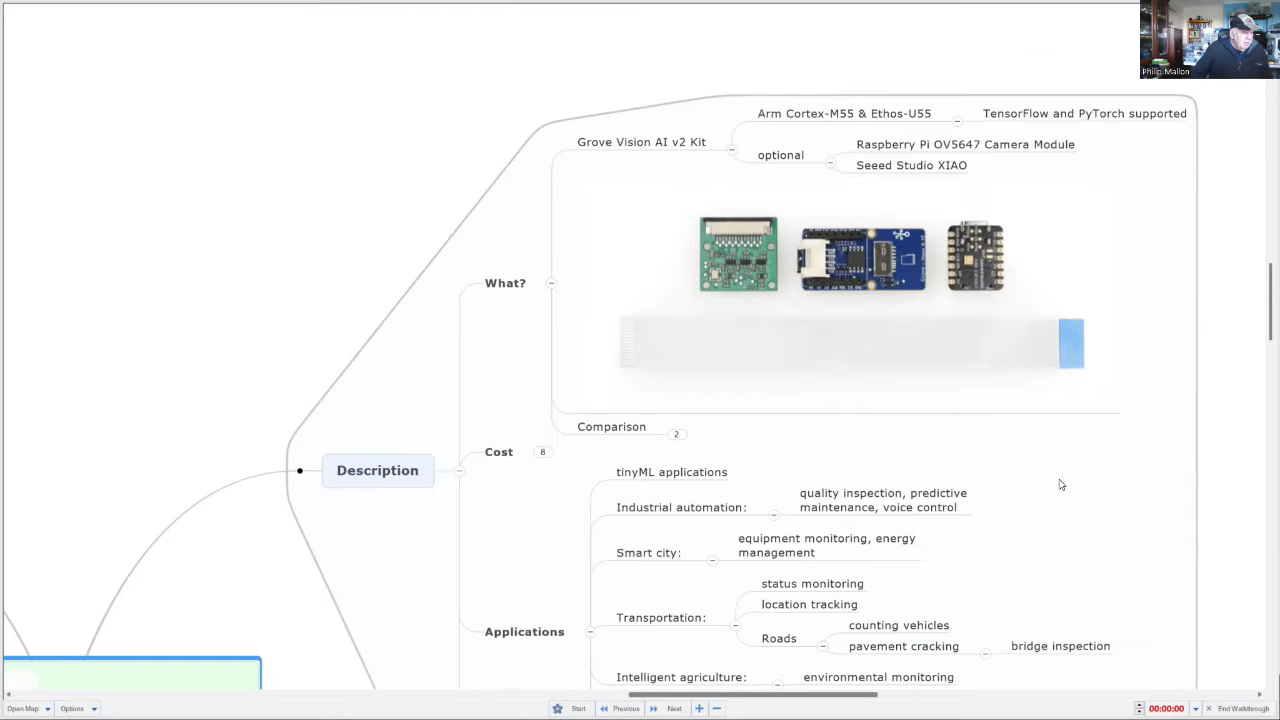 Philip Mallon
Arm Cortex-M55 & Ethos-U55
TensorFlow and PyTorch supported
Grove Vision AI v2 Kit
optional
Raspberry Pi OV5647 Camera Module
Seeed Studio XIAO
What?
Comparison
2
Cost
8
Description
tinyML applications
Industrial automation:
quality inspection, predictive
maintenance, voice control
Smart city:
equipment monitoring, energy
management
Applications
Transportation:
status monitoring
location tracking
Roads
counting vehicles
pavement cracking
bridge inspection
Intelligent agriculture:
environmental monitoring
Open Map
Options
Start
Previous
Next
00:00:00
End Walkthrough